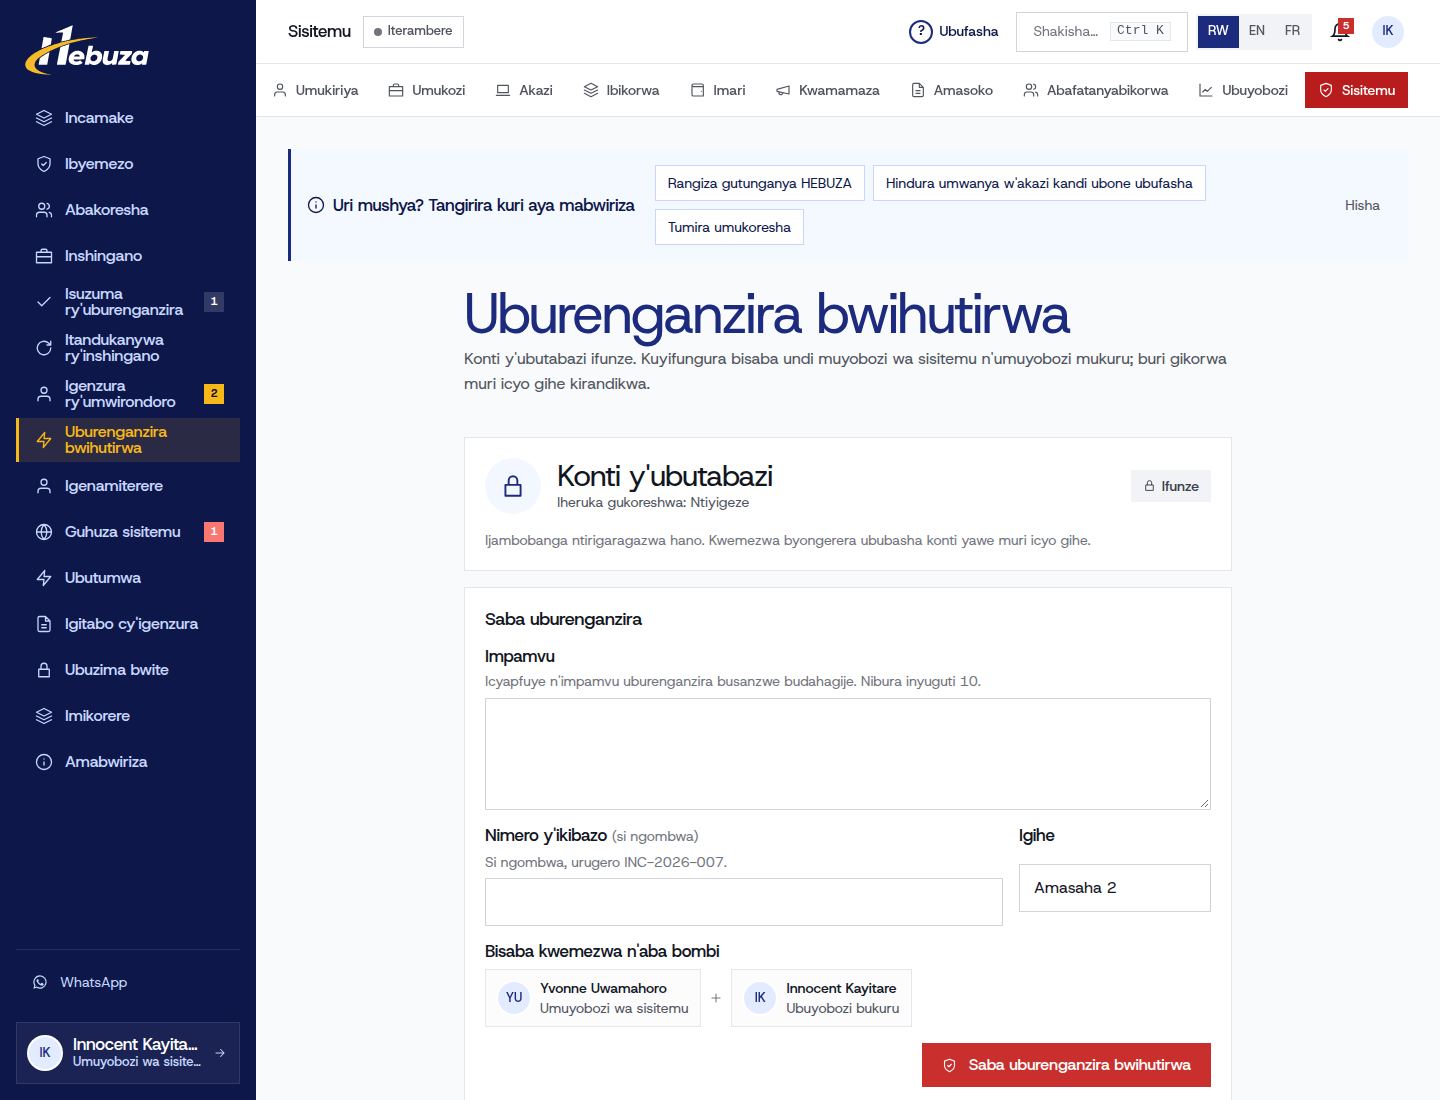 Hebuza
Incamake
Ibyemezo
Abakoresha
Inshingano
Isuzuma
ry'uburenganzira
1
Itandukanywa
ry'inshingano
Igenzura
ry'umwirondoro
2
Uburenganzira
bwihutirwa
Igenamiterere
Guhuza sisitemu
1
Ubutumwa
Igitabo cy'igenzura
Ubuzima bwite
Imikorere
Amabwiriza
WhatsApp
IK
Innocent Kayita...
Umuyobozi wa sisite...
Sisitemu
Iterambere
? Ubufasha
Shakisha... Ctrl K
RW EN FR
5
IK
Umukiriya Umukozi Akazi Ibikorwa Imari Kwamamaza Amasoko Abafatanyabikorwa Ubuyobozi Sisitemu
Uri mushya? Tangirira kuri aya mabwiriza
Rangiza gutunganya HEBUZA
Hindura umwanya w'akazi kandi ubone ubufasha
Tumira umukoresha
Hisha
Uburenganzira bwihutirwa
Konti y'ubutabazi ifunze. Kuyifungura bisaba undi muyobozi wa sisitemu n'umuyobozi mukuru; buri gikorwa
muri icyo gihe kirandikwa.
Konti y'ubutabazi
Iheruka gukoreshwa: Ntiyigeze
Ifunze
Ijambobanga ntirigaragazwa hano. Kwemezwa byongerera ububasha konti yawe muri icyo gihe.
Saba uburenganzira
Impamvu
Icyapfuye n'impamvu uburenganzira busanzwe budahagije. Nibura inyuguti 10.
Nimero y'ikibazo (si ngombwa)
Si ngombwa, urugero INC-2026-007.
Igihe
Amasaha 2
Bisaba kwemezwa n'aba bombi
YU
Yvonne Uwamahoro
Umuyobozi wa sisitemu
+
IK
Innocent Kayitare
Ubuyobozi bukuru
Saba uburenganzira bwihutirwa